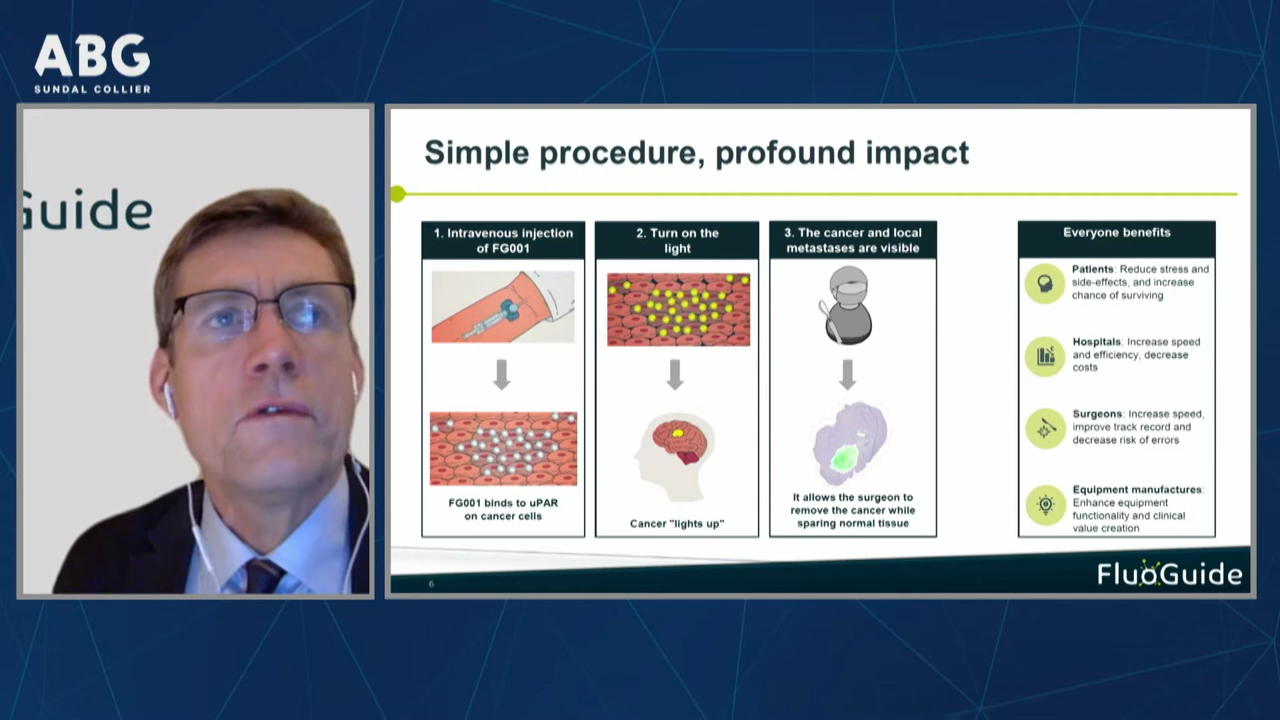 ABG
SUNDAL COLLIER
Guide
Simple procedure, profound impact
1. Intravenous injection
of FG001
FG001 binds to uPAR
on cancer cells
2. Turn on the
light
Cancer "lights up"
3. The cancer and local
metastases are visible
It allows the surgeon to
remove the cancer while
sparing normal tissue
Everyone benefits
Patients: Reduce stress and
side-effects, and increase
chance of surviving
Hospitals: Increase speed
and efficiency, decrease
costs
Surgeons: Increase speed,
improve track record and
decrease risk of errors
Equipment manufactures:
Enhance equipment
functionality and clinical
value creation
6
FluoGuide